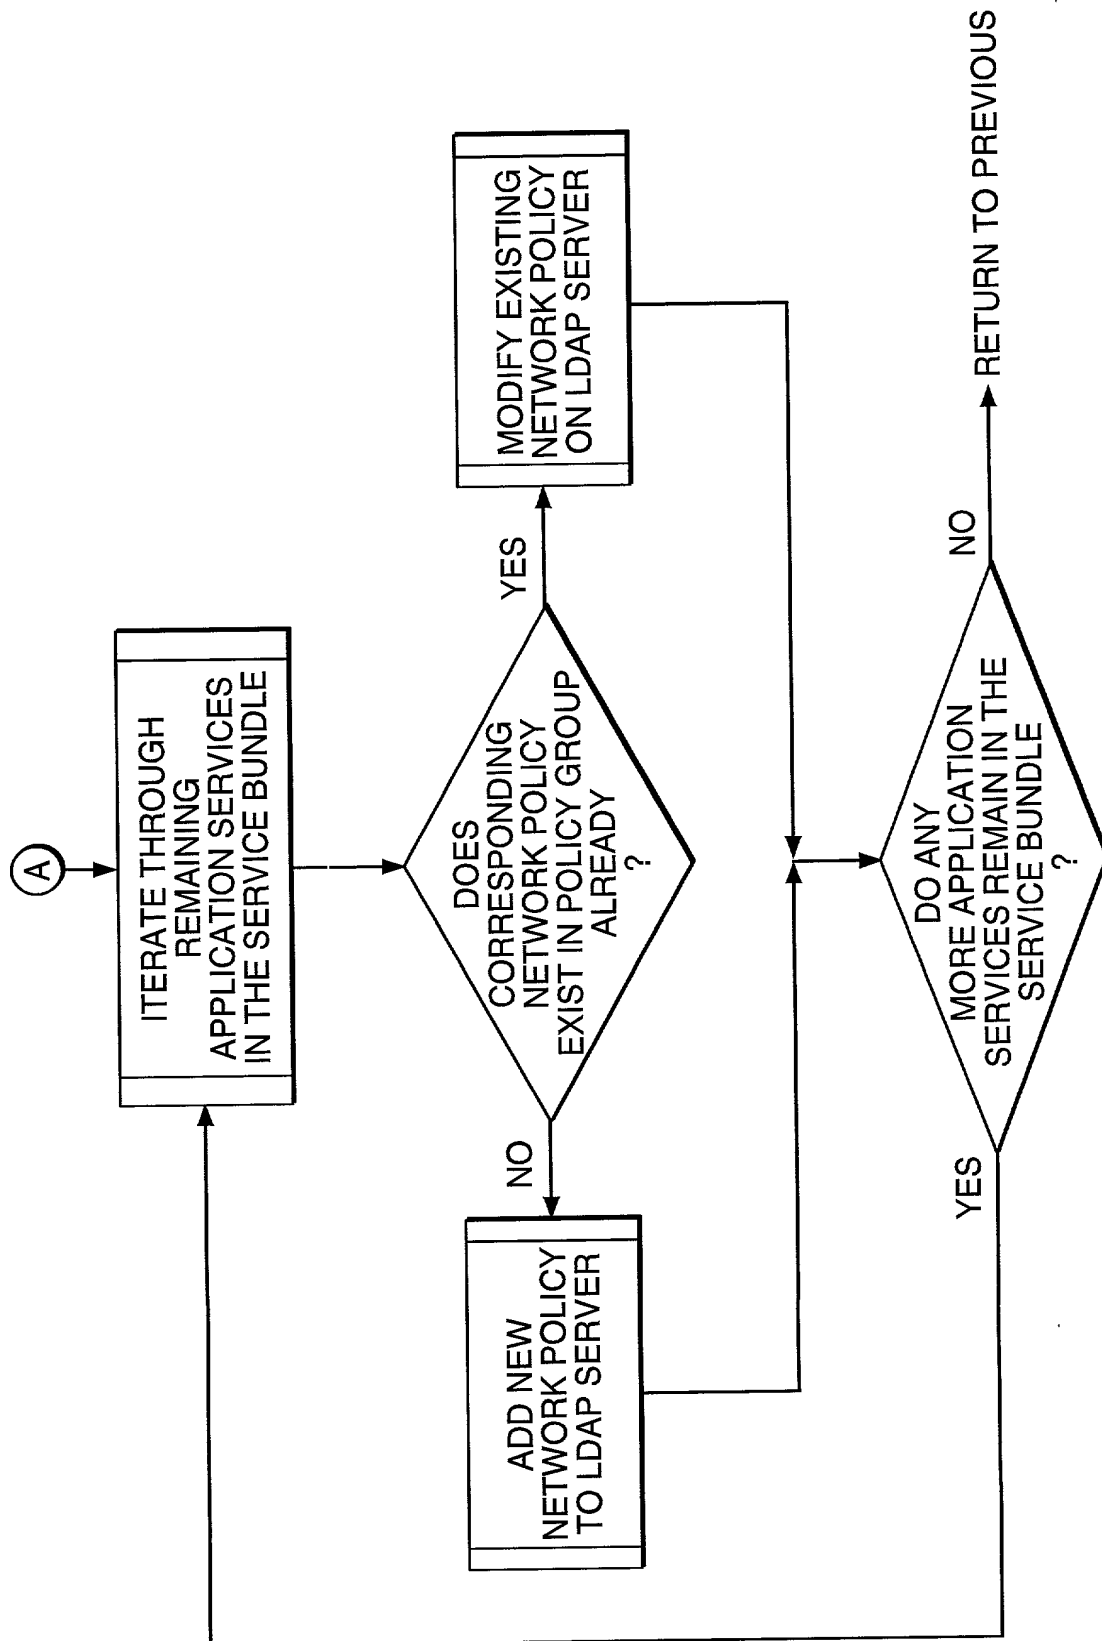 A
ITERATE THROUGH
REMAINING
APPLICATION SERVICES
IN THE SERVICE BUNDLE
DOES
CORRESPONDING
NETWORK POLICY
EXIST IN POLICY GROUP
ALREADY
?
NO
YES
ADD NEW
NETWORK POLICY
TO LDAP SERVER
MODIFY EXISTING
NETWORK POLICY
ON LDAP SERVER
DO ANY
MORE APPLICATION
SERVICES REMAIN IN THE
SERVICE BUNDLE
?
YES
NO
RETURN TO PREVIOUS